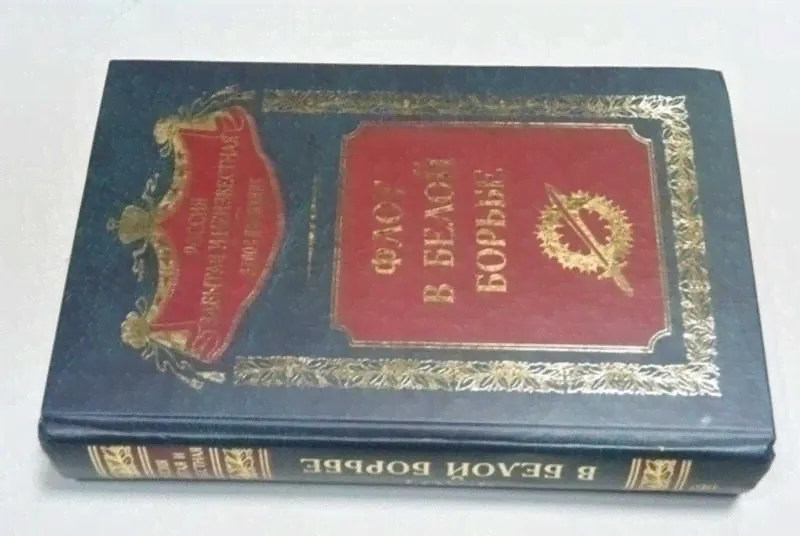 РОССИЯ
ЗАБЫТАЯ И НЕИЗВЕСТНАЯ
ФЛОТ
В БЕЛОЙ
БОРЬБЕ
В БЕЛОЙ БОРЬБЕ